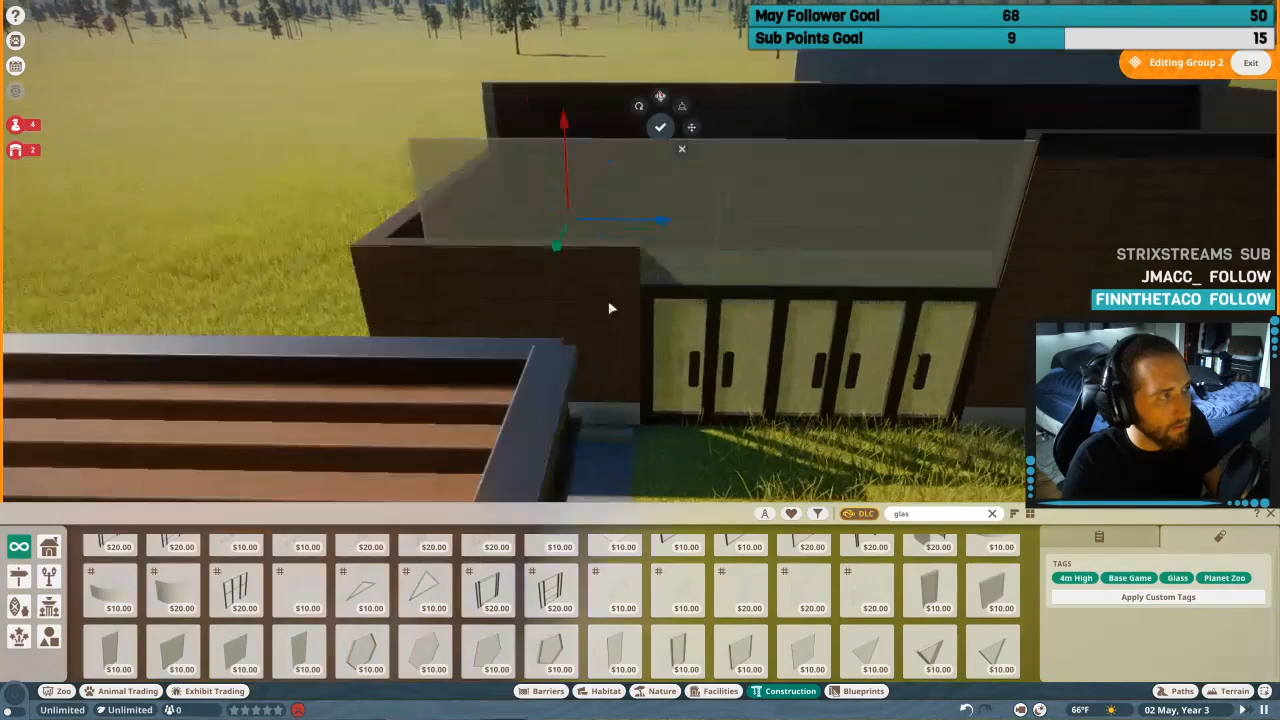 May Follower Goal 68 50
Sub Points Goal 9 15
Editing Group 2 Exit
4
2
STRIXSTREAMS SUB
JMACC_ FOLLOW
FINNTHETACO FOLLOW
DLC glas
$20.00 $20.00 $10.00 $10.00 $10.00 $20.00 $20.00 $10.00 $10.00 $10.00 $10.00 $20.00 $20.00 $20.00 $10.00
$10.00 $20.00 $20.00 $10.00 $10.00 $10.00 $20.00 $20.00 $10.00 $10.00 $20.00 $20.00 $20.00 $10.00 $10.00
$10.00 $10.00 $10.00 $10.00 $10.00 $10.00 $10.00 $10.00 $10.00 $10.00 $10.00 $10.00 $10.00 $10.00 $10.00
TAGS
4m High Base Game Glass Planet Zoo
Apply Custom Tags
Zoo Animal Trading Exhibit Trading Barriers Habitat Nature Facilities Construction Blueprints Paths Terrain
Unlimited Unlimited 0 66°F 02 May, Year 3